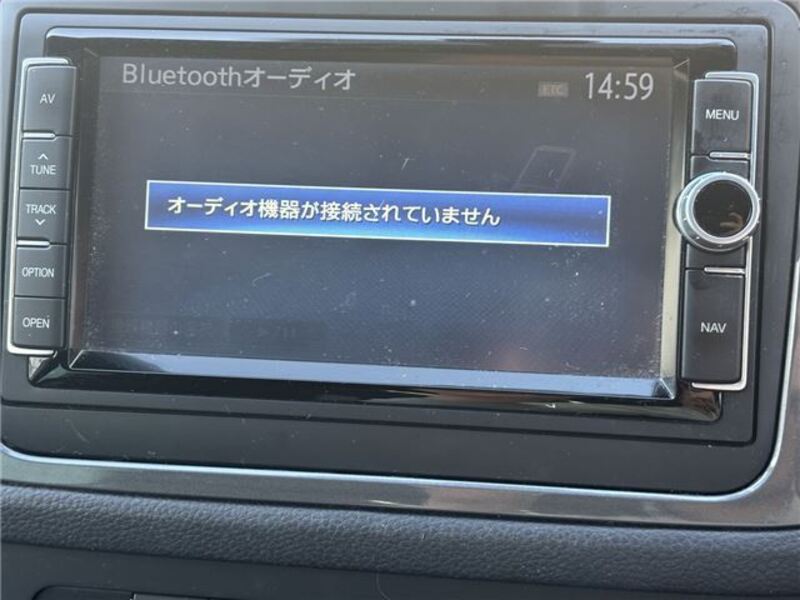 Bluetoothオーディオ
ETC 14:59
オーディオ機器が接続されていません
AV
TUNE
TRACK
OPTION
OPEN
MENU
NAV